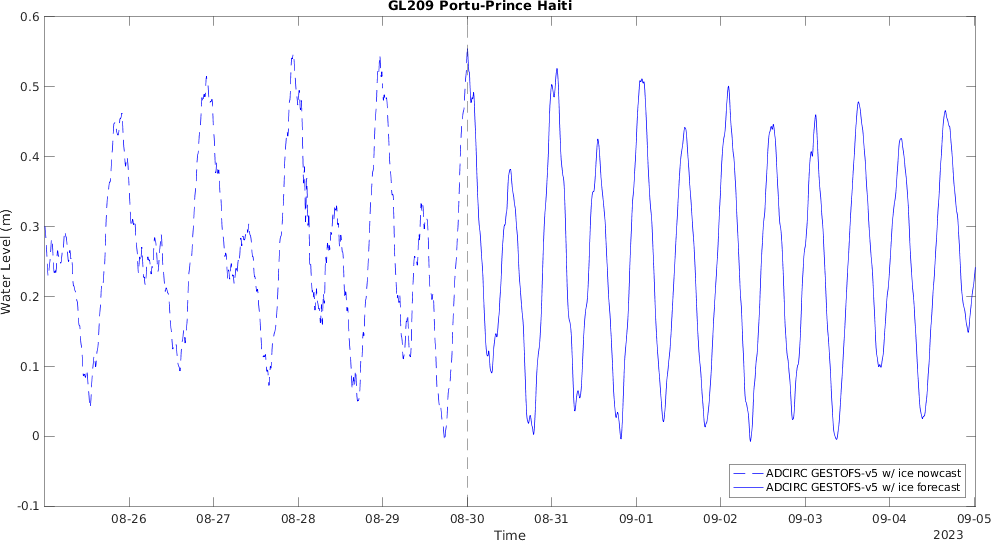 GL209 Portu-Prince Haiti
Water Level (m)
0.6
0.5
0.4
0.3
0.2
0.1
0
-0.1
ADCIRC GESTOFS-v5 w/ ice nowcast
ADCIRC GESTOFS-v5 w/ ice forecast
08-26 08-27 08-28 08-29 08-30 08-31 09-01 09-02 09-03 09-04 09-05
Time
2023